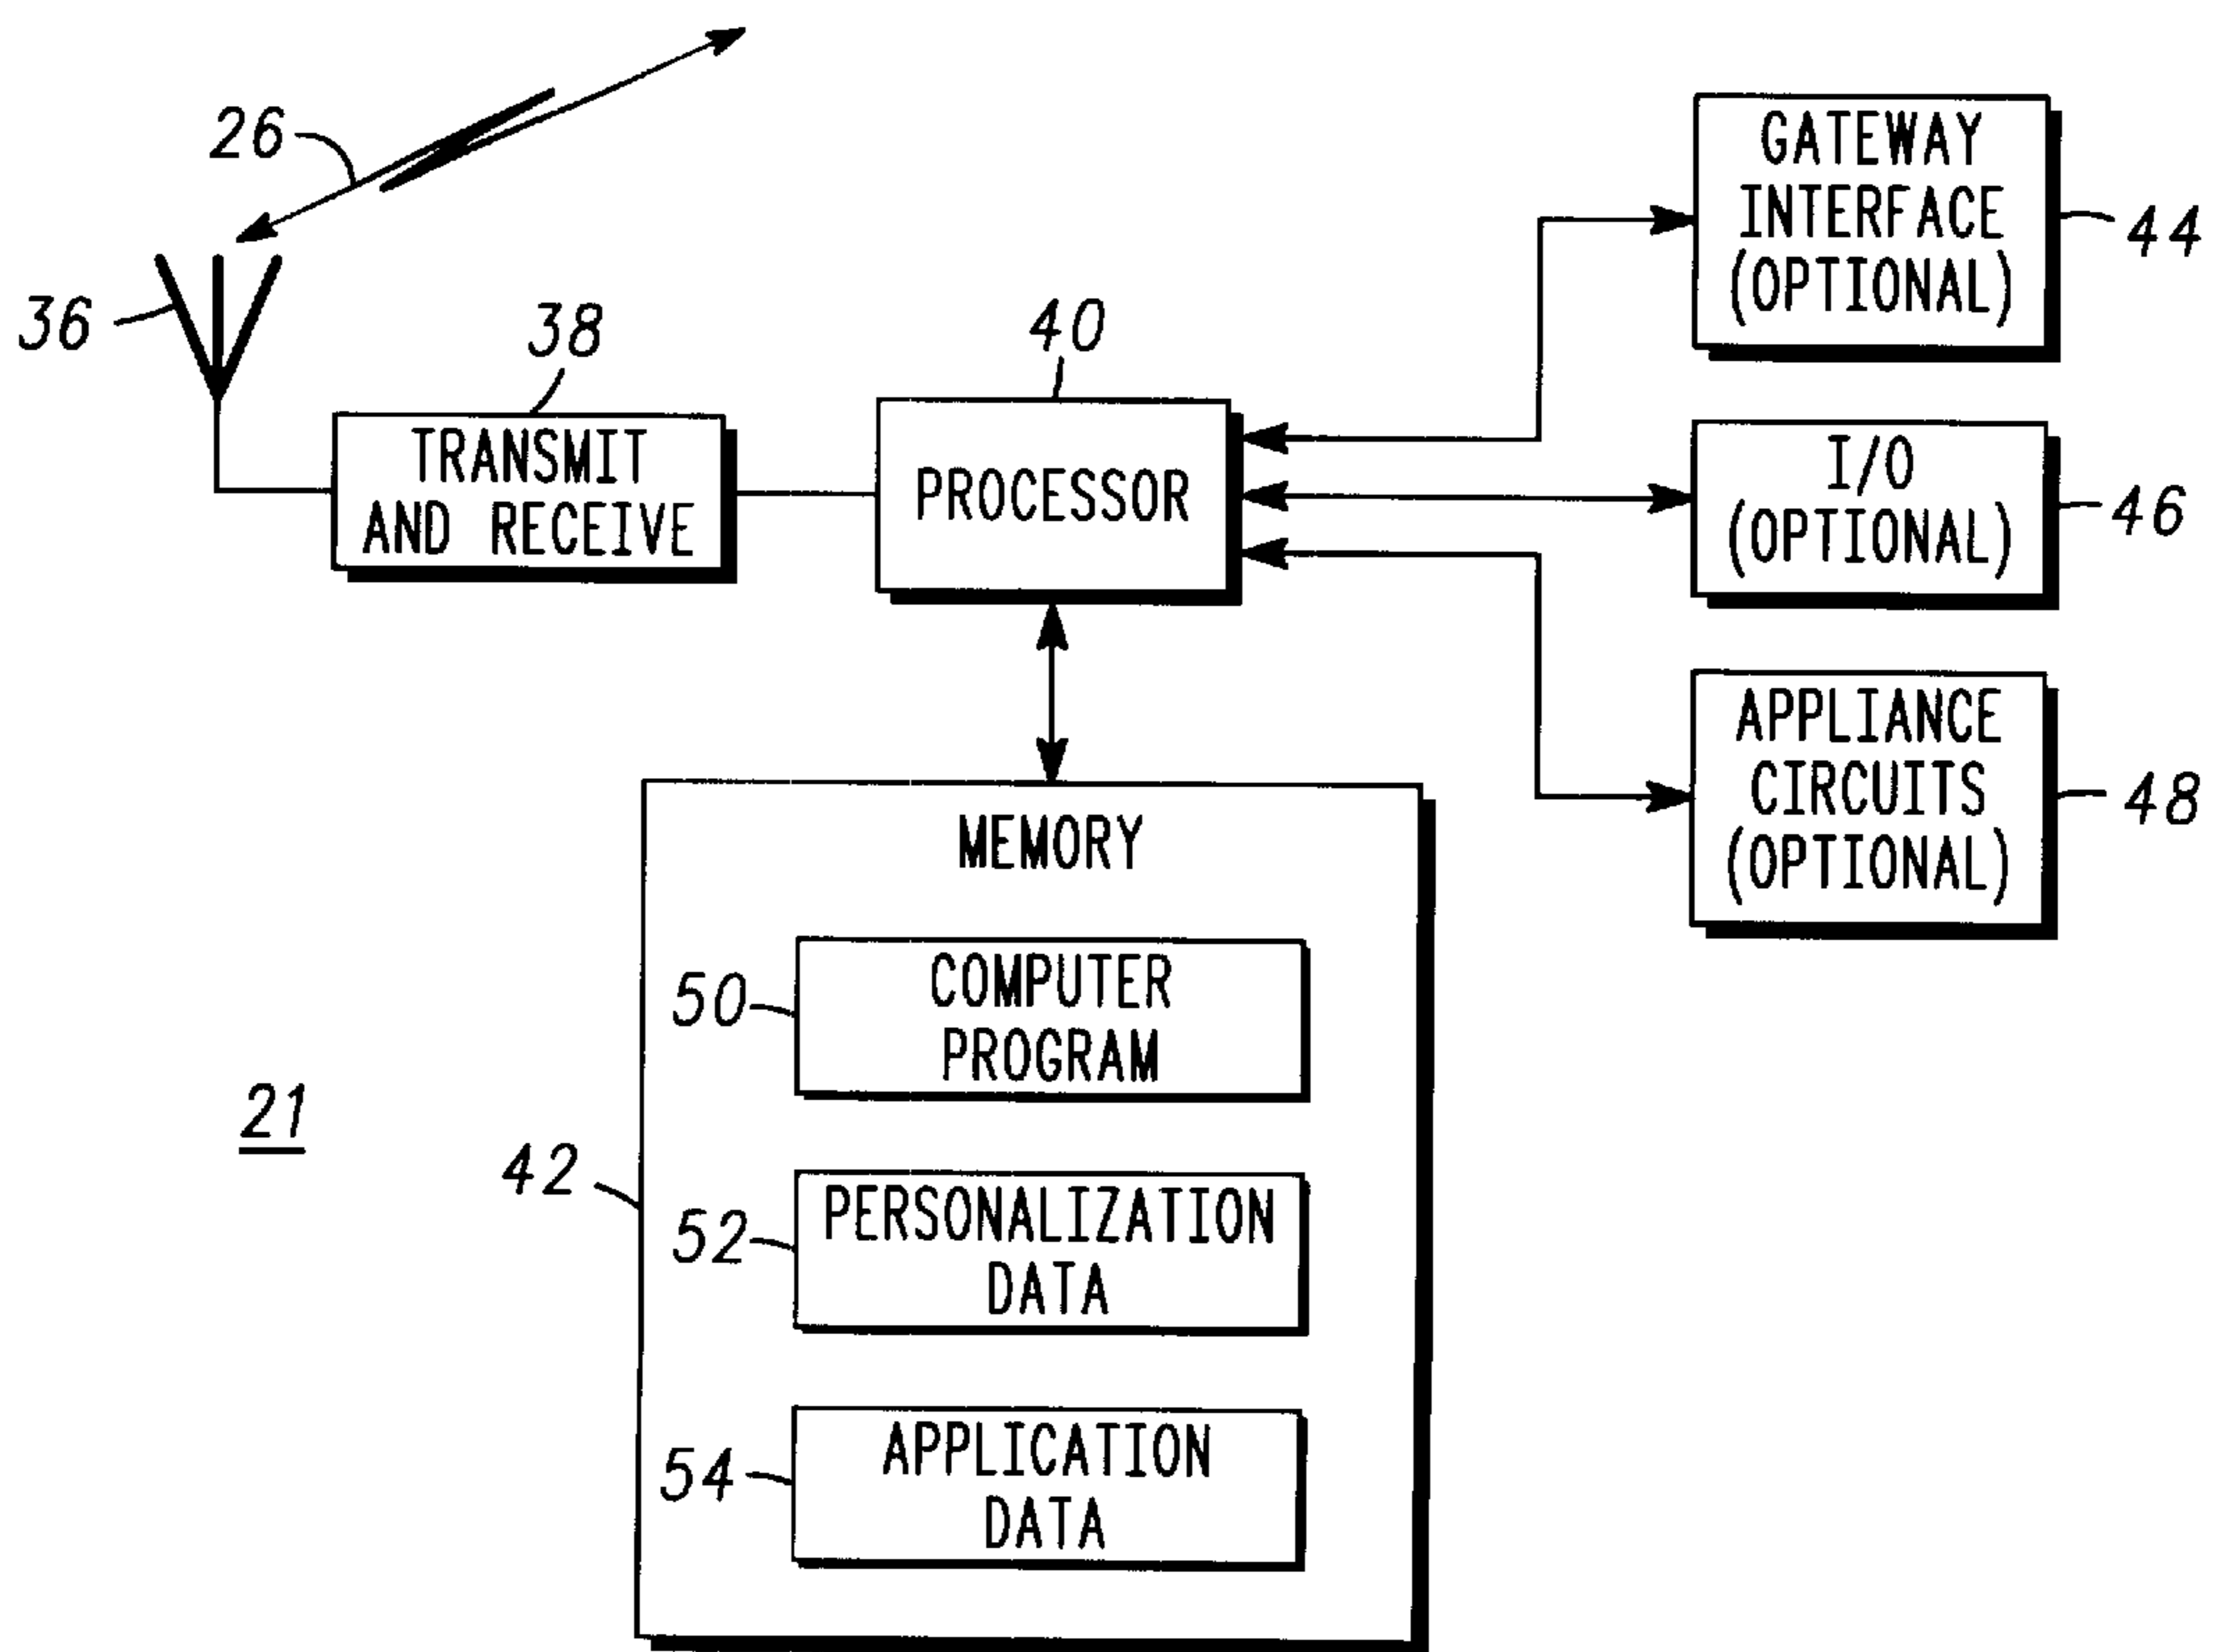 26
36
38
TRANSMIT
AND RECEIVE
40
PROCESSOR
GATEWAY
INTERFACE
(OPTIONAL)
44
I/O
(OPTIONAL)
46
APPLIANCE
CIRCUITS
(OPTIONAL)
48
MEMORY
50
COMPUTER
PROGRAM
21
42
52
PERSONALIZATION
DATA
54
APPLICATION
DATA